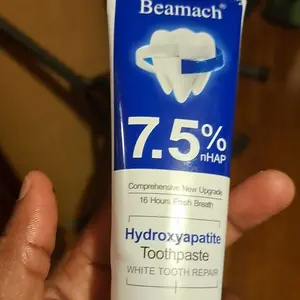 Beamach®
7.5%
nHAP
Comprehensive New Upgrade
16 Hours Fresh Breath
Hydroxyapatite
Toothpaste
WHITE TOOTH REPAIR